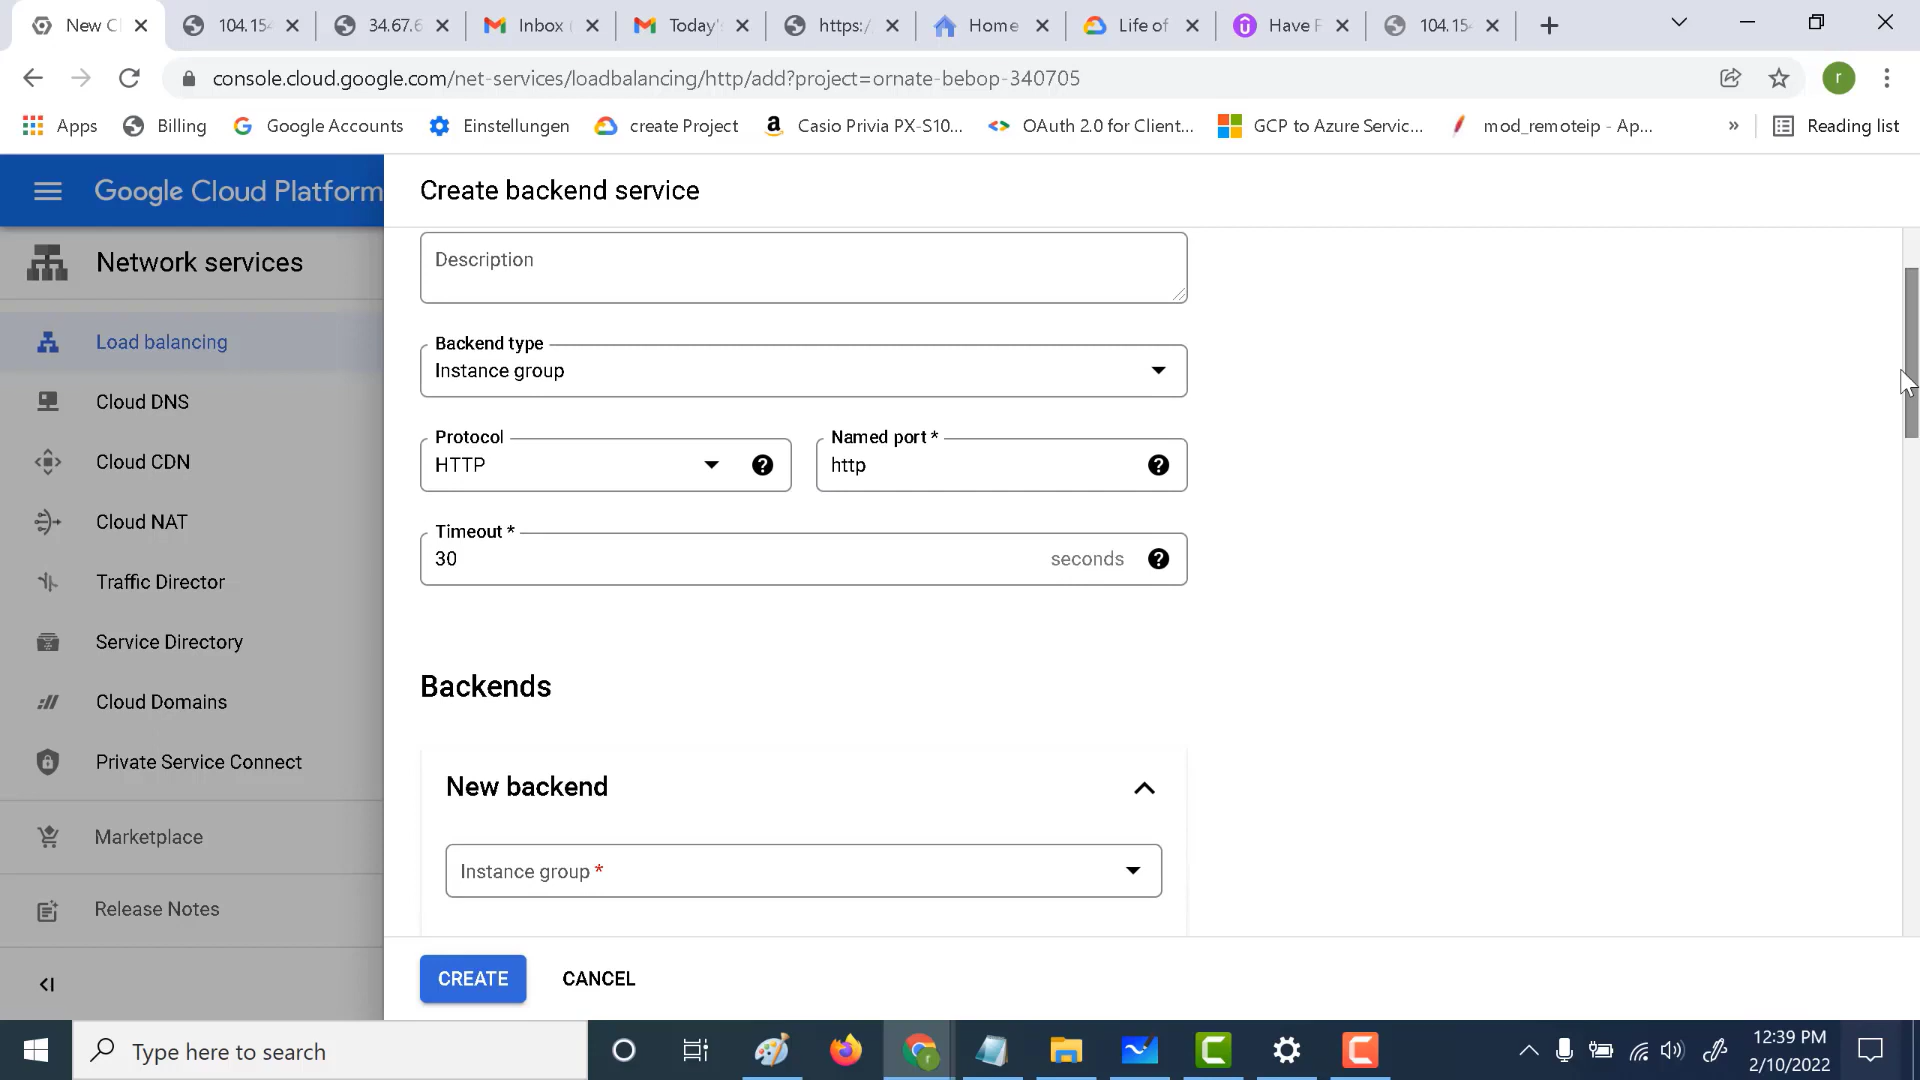 New C
104.154
34.67.6
Inbox (
Today'
https:/
Home
Life of
Have F
104.154
console.cloud.google.com/net-services/loadbalancing/http/add?project=ornate-bebop-340705
r
Apps
Billing
Google Accounts
Einstellungen
create Project
Casio Privia PX-S10...
OAuth 2.0 for Client...
GCP to Azure Servic...
mod_remoteip - Ap...
»
Reading list
Google Cloud Platform
Create backend service
Network services
Description
Load balancing
Backend type
Instance group
Cloud DNS
Protocol
HTTP
Named port *
http
Cloud CDN
Cloud NAT
Timeout *
30
seconds
Traffic Director
Service Directory
Backends
Cloud Domains
Private Service Connect
New backend
Marketplace
Instance group *
Release Notes
CREATE
CANCEL
Type here to search
12:39 PM
2/10/2022